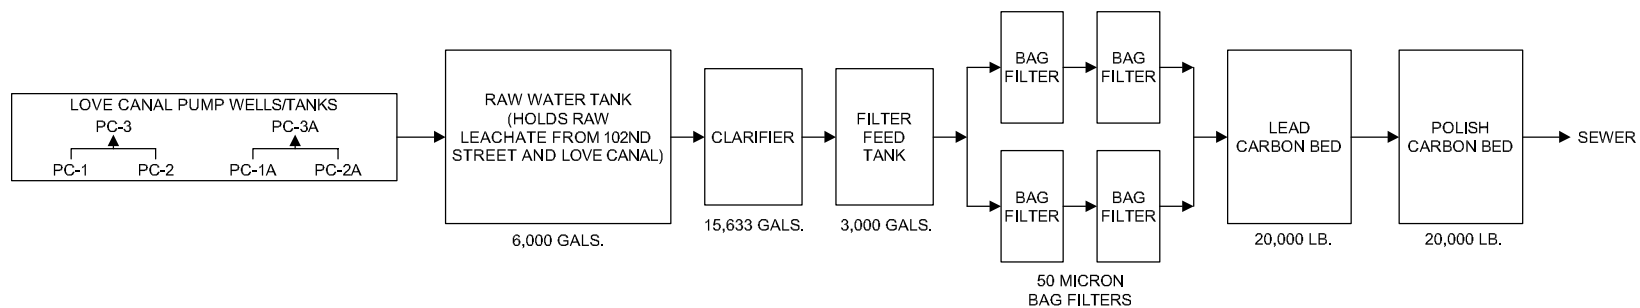 LOVE CANAL PUMP WELLS/TANKS
PC-3
PC-3A
PC-1
PC-2
PC-1A
PC-2A
RAW WATER TANK
(HOLDS RAW
LEACHATE FROM 102ND
STREET AND LOVE CANAL)
6,000 GALS.
CLARIFIER
15,633 GALS.
FILTER
FEED
TANK
3,000 GALS.
BAG
FILTER
BAG
FILTER
BAG
FILTER
BAG
FILTER
50 MICRON
BAG FILTERS
LEAD
CARBON BED
20,000 LB.
POLISH
CARBON BED
20,000 LB.
SEWER